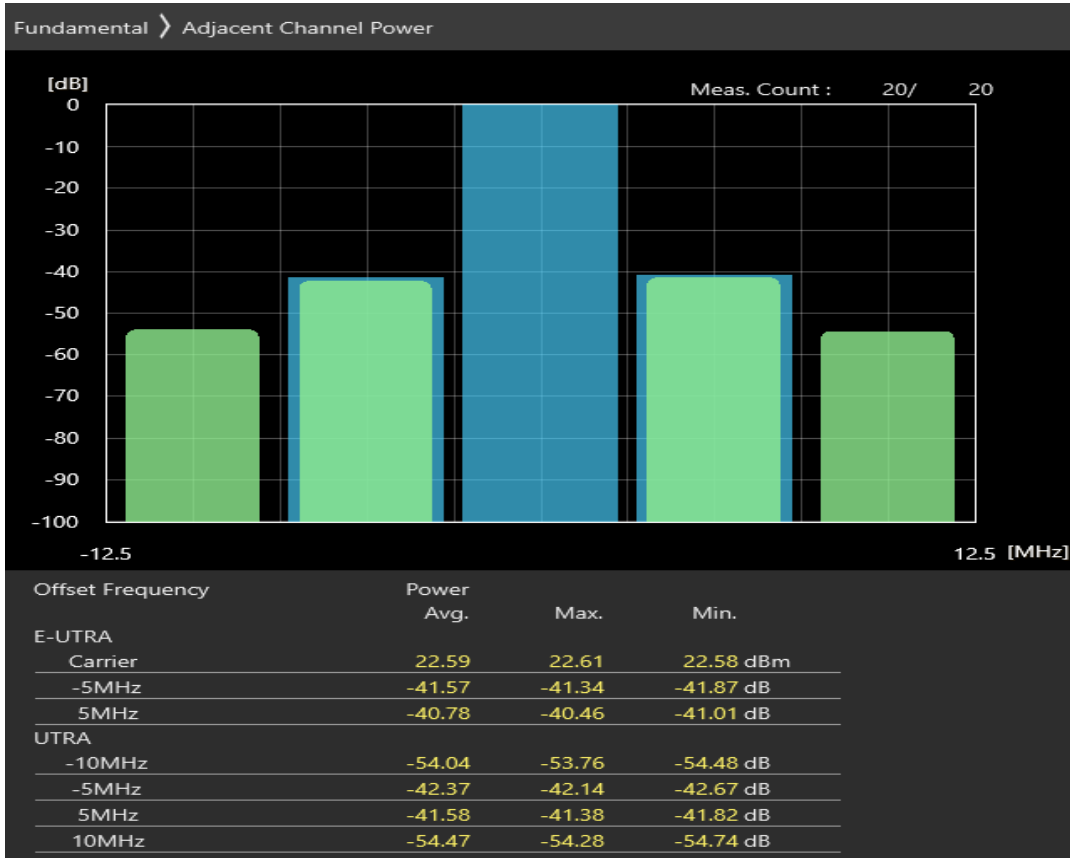 Fundamental 〉 Adjacent Channel Power
[dB]
Meas. Count : 20/ 20
0
-10
-20
-30
-40
-50
-60
-70
-80
-90
-100
-12.5 12.5 [MHz]
Offset Frequency Power
Avg. Max. Min.
E-UTRA
Carrier 22.59 22.61 22.58 dBm
-5MHz -41.57 -41.34 -41.87 dB
5MHz -40.78 -40.46 -41.01 dB
UTRA
-10MHz -54.04 -53.76 -54.48 dB
-5MHz -42.37 -42.14 -42.67 dB
5MHz -41.58 -41.38 -41.82 dB
10MHz -54.47 -54.28 -54.74 dB